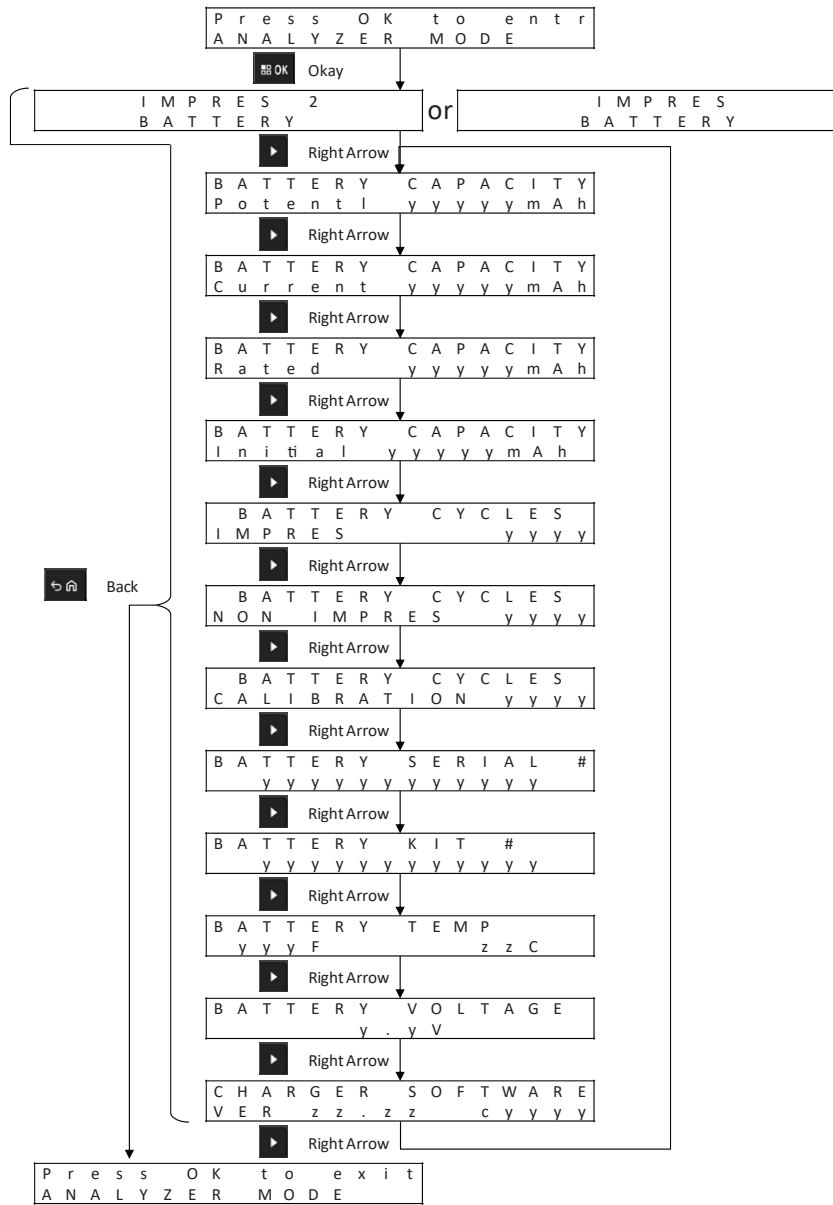 Press OK to entr
ANALYZER MODE
OK Okay
IMPRES 2
BATTERY
or
IMPRES
BATTERY
Right Arrow
BATTERY CAPACITY
Potentl yyyyymAh
Right Arrow
BATTERY CAPACITY
Current yyyyymAh
Right Arrow
BATTERY CAPACITY
Rated yyyyymAh
Right Arrow
BATTERY CAPACITY
Initial yyyyymAh
Right Arrow
BATTERY CYCLES
IMPRES yyyy
Right Arrow
Back
BATTERY CYCLES
NON IMPRES yyyy
Right Arrow
BATTERY CYCLES
CALIBRATION yyyy
Right Arrow
BATTERY SERIAL #
yyyyyyyyyyyy
Right Arrow
BATTERY KIT #
yyyyyyyyyyyy
Right Arrow
BATTERY TEMP
yyyF zzC
Right Arrow
BATTERY VOLTAGE
y.yV
Right Arrow
CHARGER SOFTWARE
VER zz.zz cyyyy
Right Arrow
Press OK to exit
ANALYZER MODE